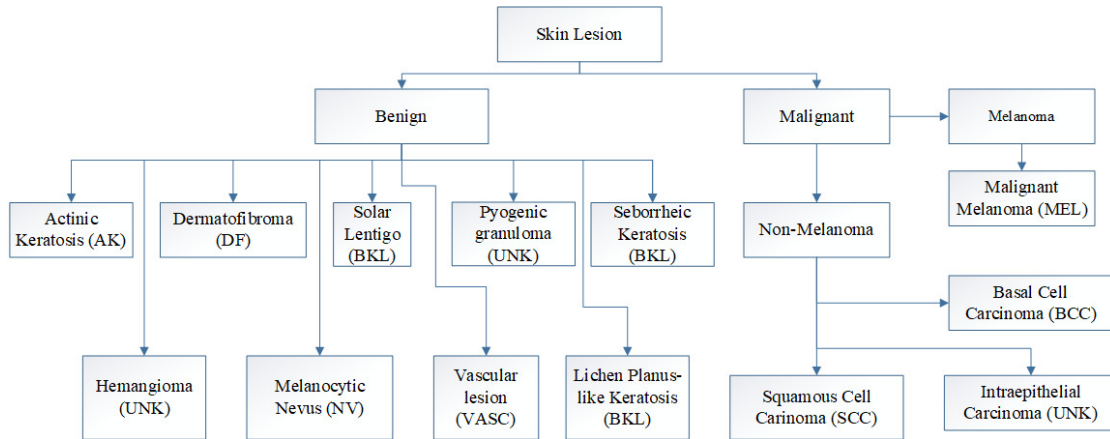 Skin Lesion
Benign
Malignant
Melanoma
Actinic
Keratosis (AK)
Dermatofibroma
(DF)
Solar
Lentigo
(BKL)
Pyogenic
granuloma
(UNK)
Seborrheic
Keratosis
(BKL)
Non-Melanoma
Malignant
Melanoma (MEL)
Basal Cell
Carcinoma (BCC)
Hemangioma
(UNK)
Melanocytic
Nevus (NV)
Vascular
lesion
(VASC)
Lichen Planus-
like Keratosis
(BKL)
Squamous Cell
Carinoma (SCC)
Intraepithelial
Carcinoma (UNK)